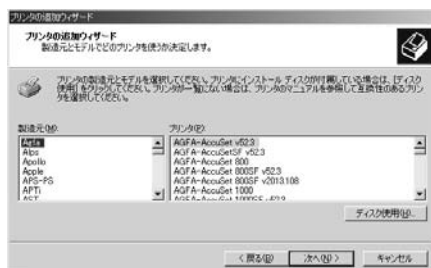 プリンタの追加ウィザード
プリンタの追加ウィザード
製造元とモデルでどのプリンタを使うか決定します。
プリンタの製造元とモデルを選択してください。プリンタにインストール ディスクが付属している場合は、[ディスク使用] をクリックしてください。プリンタが一覧にない場合は、プリンタのマニュアルを参照して互換性のあるプリンタを選択してください。
製造元(M):
Agfa
Alps
Apollo
Apple
APS-PS
APTi
AST
プリンタ(P):
AGFA-AccuSet v52.3
AGFA-AccuSetSF v52.3
AGFA-AccuSet 800
AGFA-AccuSet 800SF v52.3
AGFA-AccuSet 800SF v2013.108
AGFA-AccuSet 1000
AGFA-AccuSet 1000SF v52.3
ディスク使用(H)...
< 戻る(B)
次へ(N) >
キャンセル